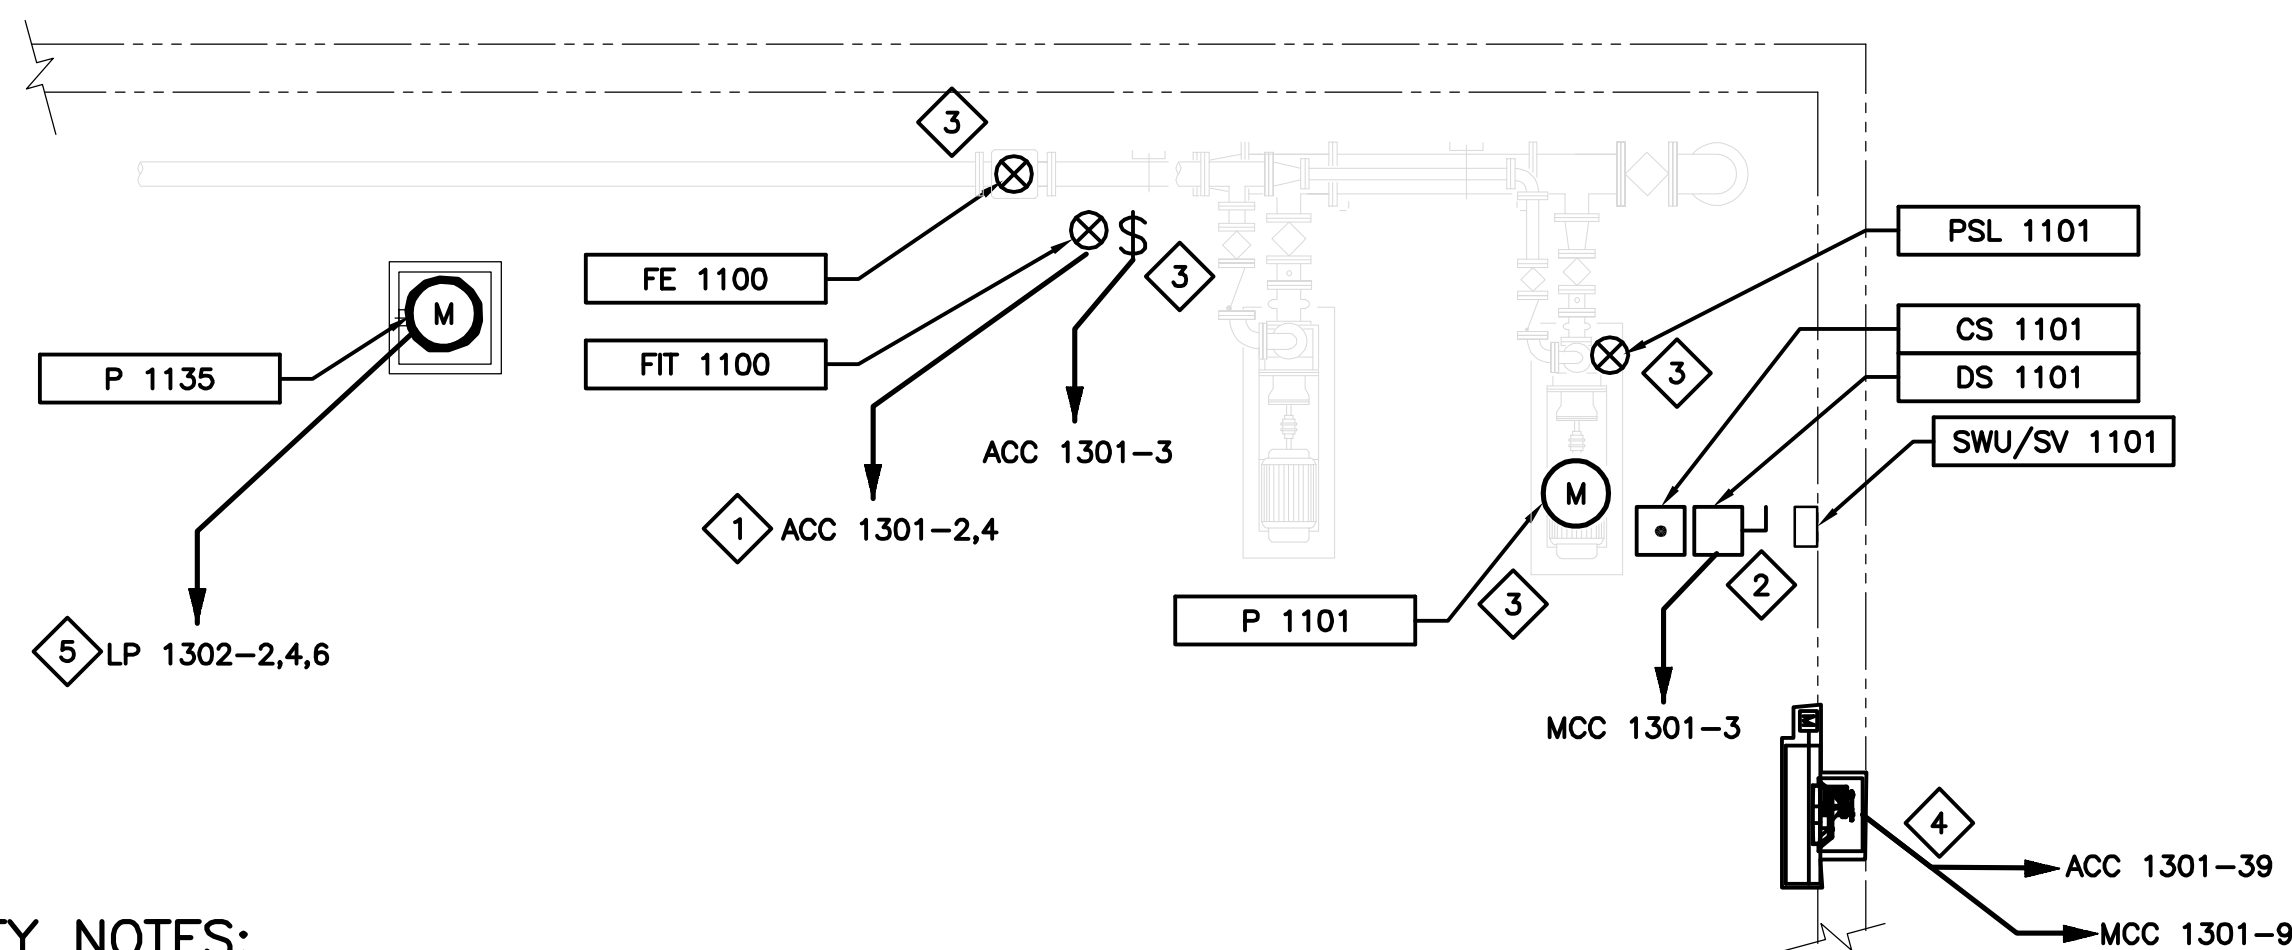 3
PSL 1101
FE 1100
$
3
M
CS 1101
FIT 1100
P 1135
3
DS 1101
ACC 1301-3
SWU/SV 1101
M
1 ACC 1301-2,4
2
P 1101
3
5 LP 1302-2,4,6
MCC 1301-3
M
4
ACC 1301-39
MCC 1301-9
TY NOTES: